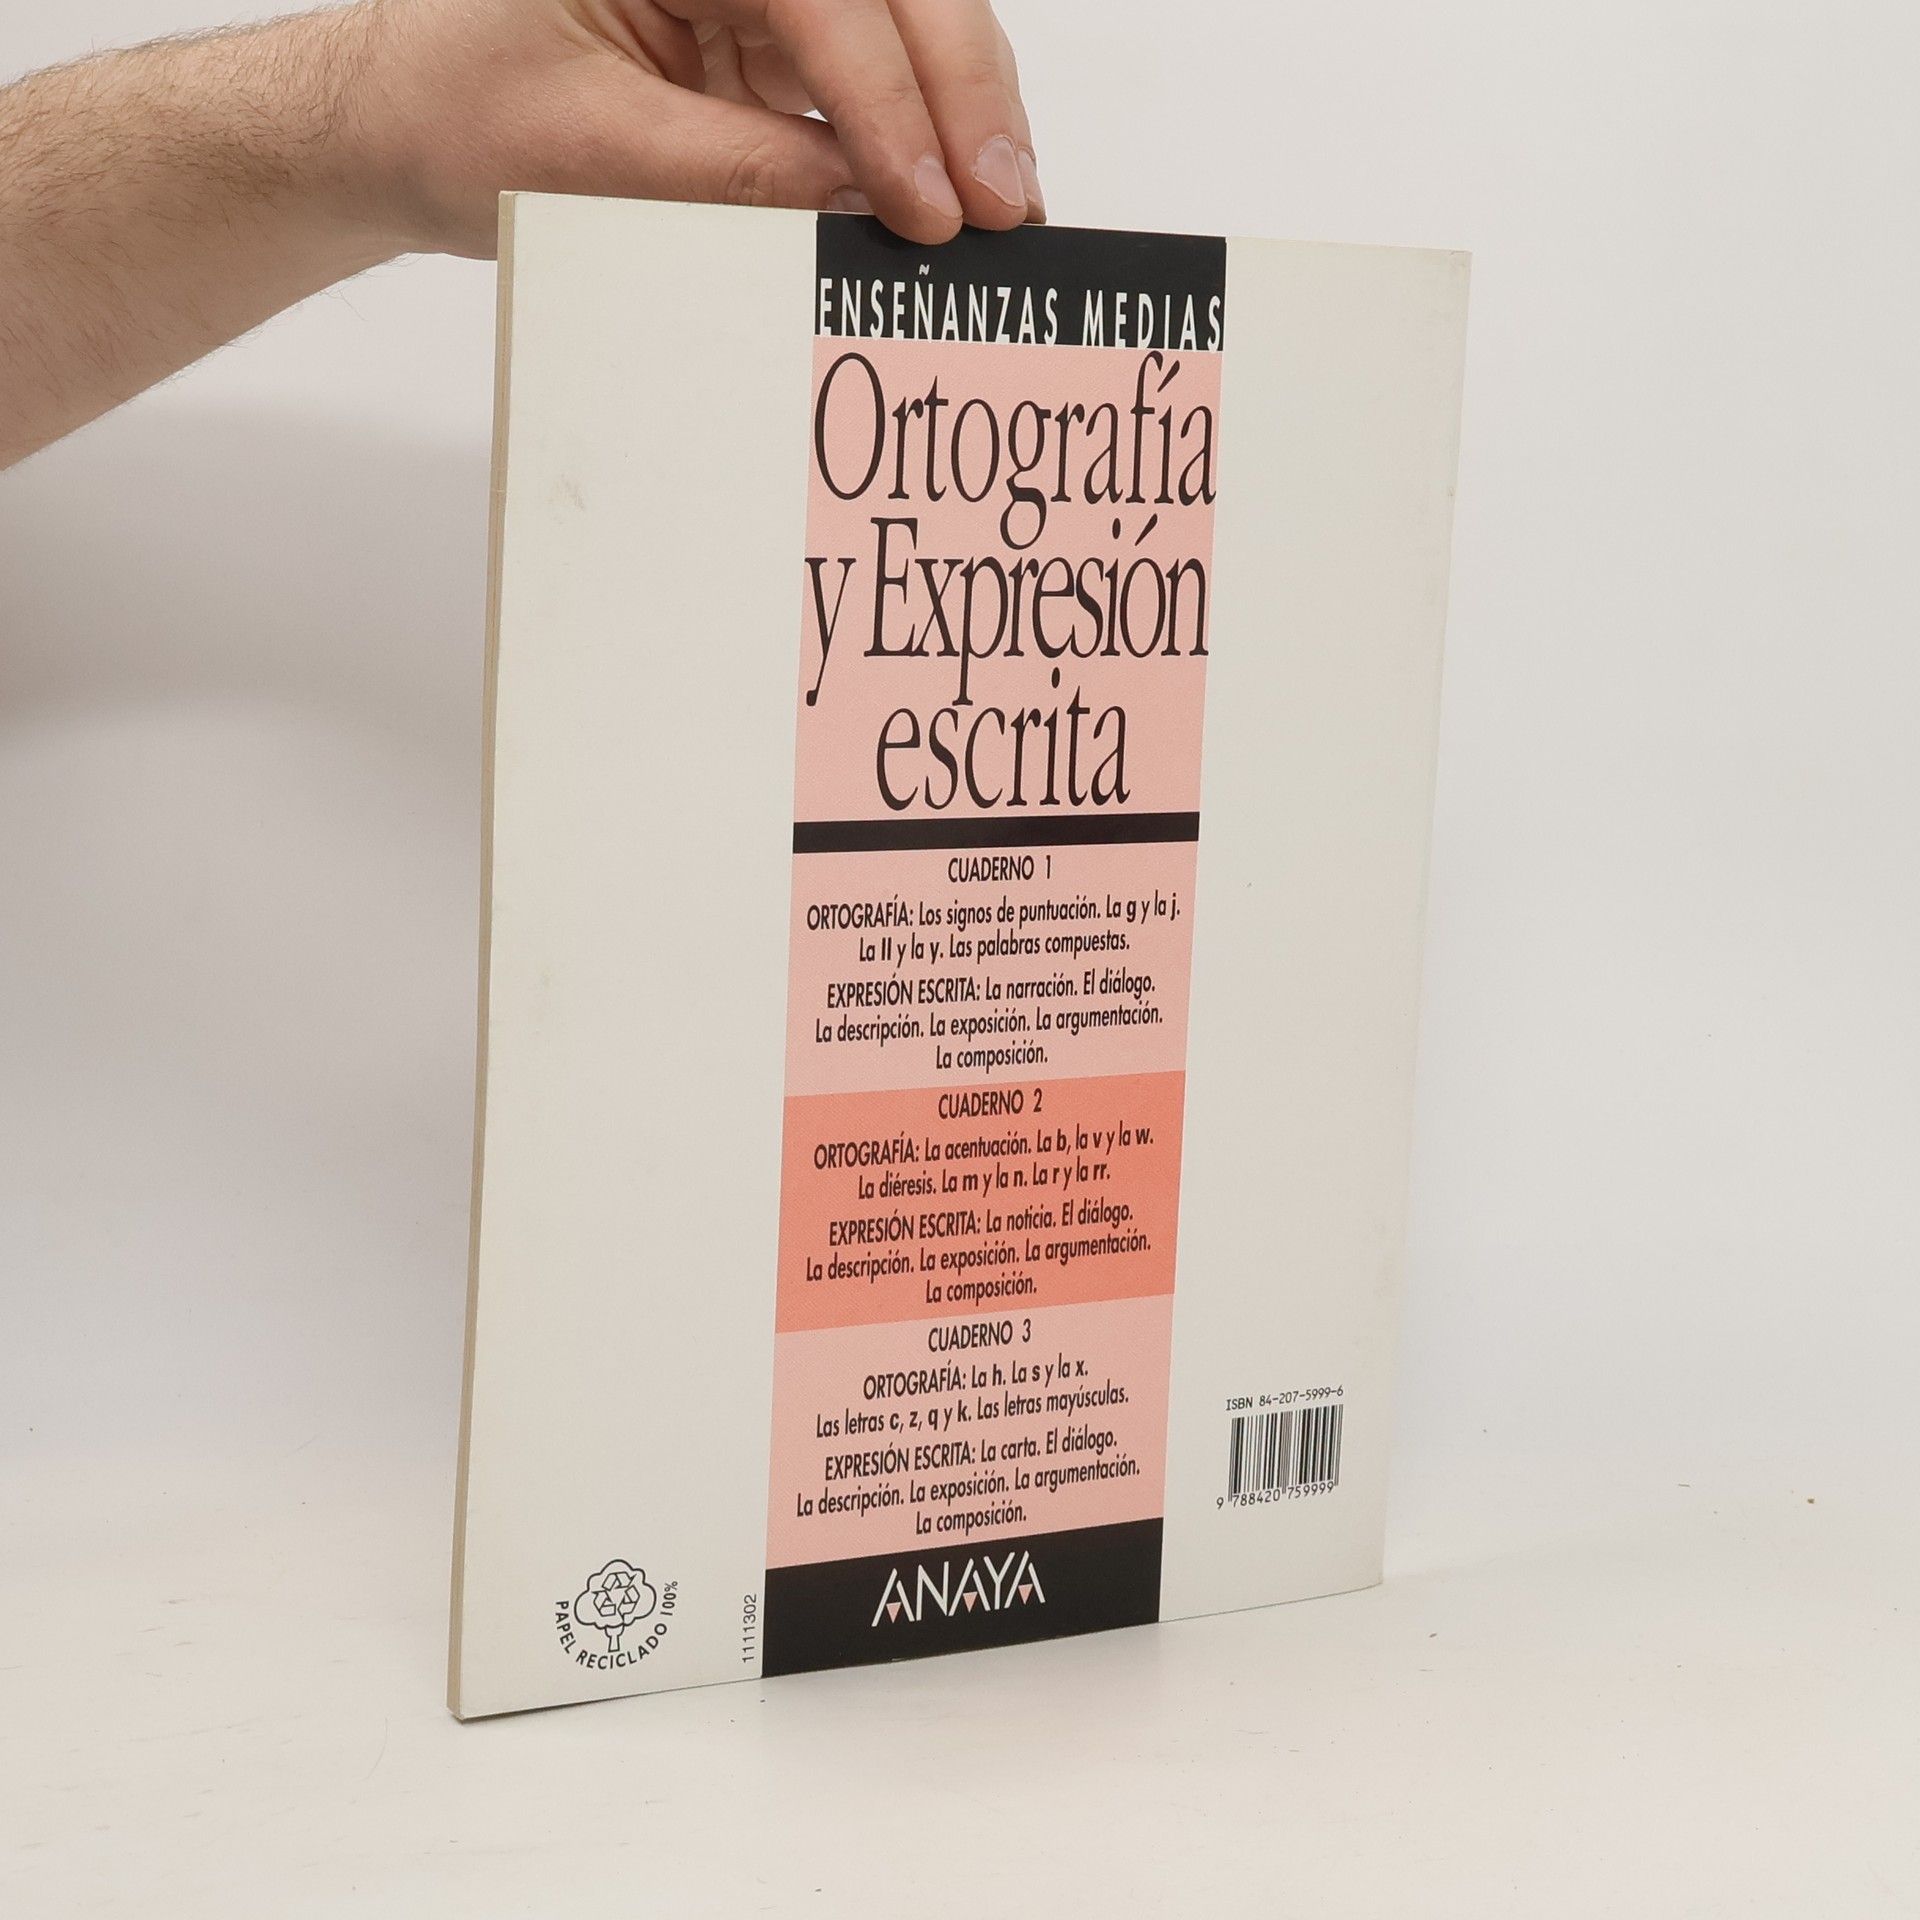 ENSEÑANZAS MEDIAS
Ortografía
y Expresión
escrita
CUADERNO 1
ORTOGRAFÍA: Los signos de puntuación. La g y la j.
La ll y la y. Las palabras compuestas.
EXPRESIÓN ESCRITA: La narración. El diálogo.
La descripción. La exposición. La argumentación.
La composición.
CUADERNO 2
ORTOGRAFÍA: La acentuación. La b, la v y la w.
La diéresis. La m y la n. La r y la rr.
EXPRESIÓN ESCRITA: La noticia. El diálogo.
La descripción. La exposición. La argumentación.
La composición.
CUADERNO 3
ORTOGRAFÍA: La h. La s y la x.
Las letras c, z, q y k. Las letras mayúsculas.
EXPRESIÓN ESCRITA: La carta. El diálogo.
La descripción. La exposición. La argumentación.
La composición.
ISBN 84-207-5999-6
9 788420 759999
ANAYA
1111302
PAPEL RECICLADO 100%